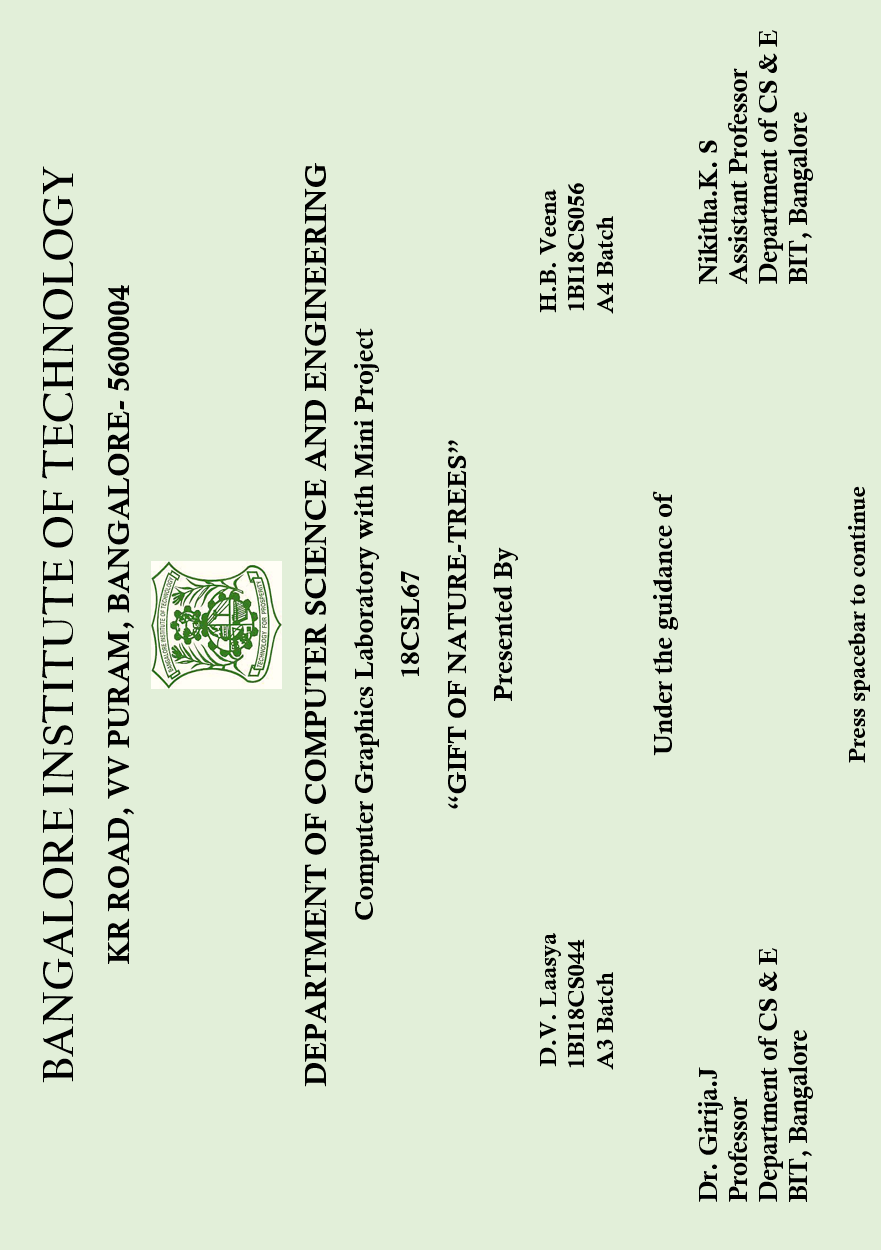 BANGALORE INSTITUTE OF TECHNOLOGY
KR ROAD, VV PURAM, BANGALORE- 5600004
BANGALORE INSTITUTE OF TECHNOLOGY
TECHNOLOGY FOR PROSPERITY
DEPARTMENT OF COMPUTER SCIENCE AND ENGINEERING
Computer Graphics Laboratory with Mini Project
18CSL67
“GIFT OF NATURE-TREES”
Presented By
D.V. Laasya
1BI18CS044
A3 Batch
H.B. Veena
1BI18CS056
A4 Batch
Under the guidance of
Dr. Girija.J
Professor
Department of CS & E
BIT, Bangalore
Nikitha.K. S
Assistant Professor
Department of CS & E
BIT, Bangalore
Press spacebar to continue